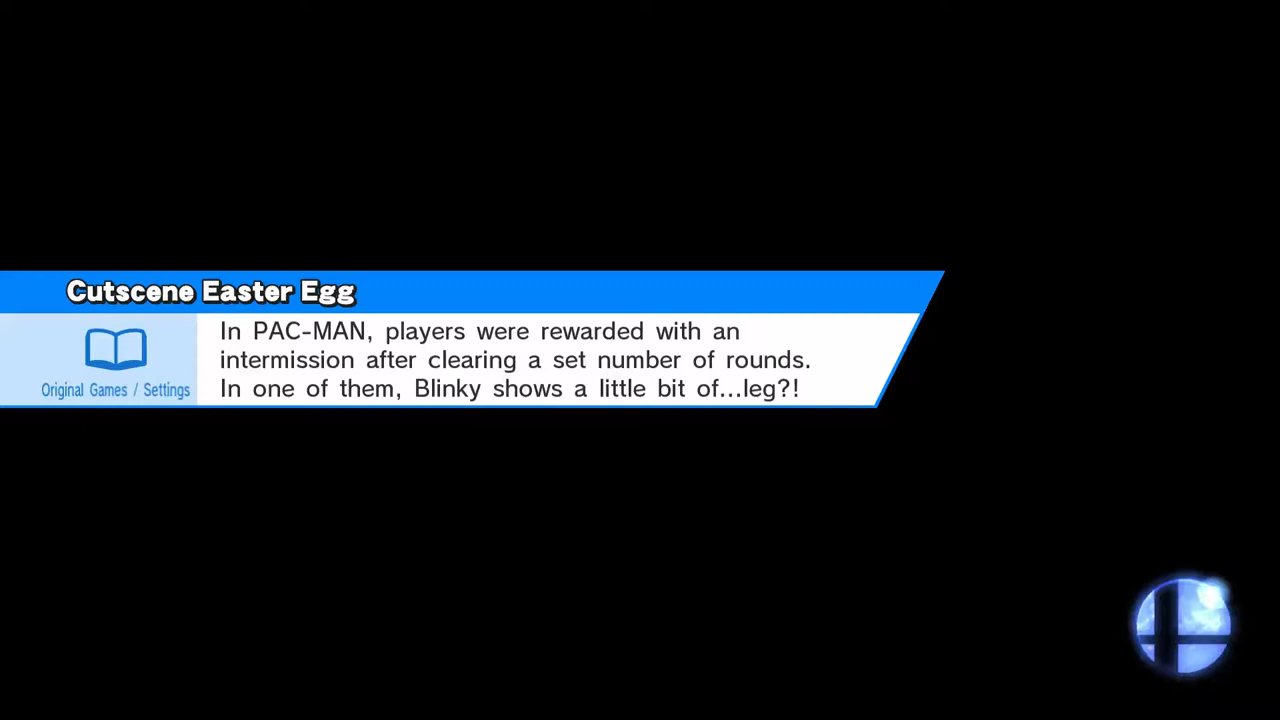 Cutscene Easter Egg
In PAC-MAN, players were rewarded with an
intermission after clearing a set number of rounds.
In one of them, Blinky shows a little bit of...leg?!
Original Games / Settings